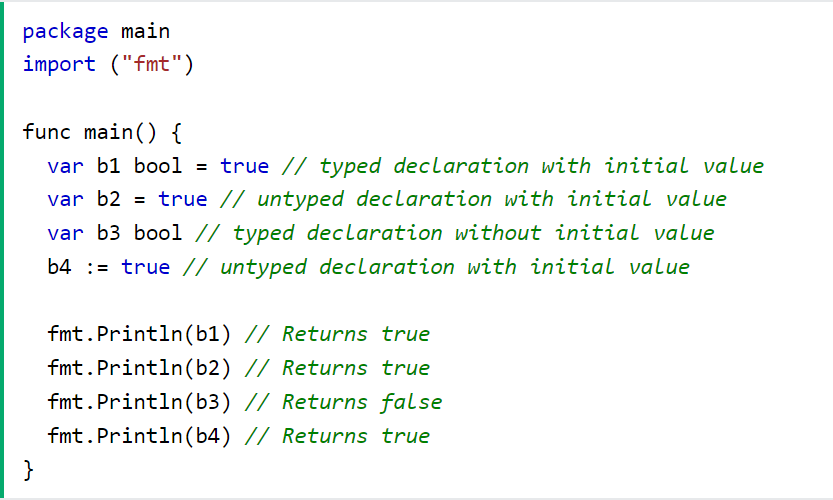 package main
import ("fmt")
func main() {
var b1 bool = true // typed declaration with initial value
var b2 = true // untyped declaration with initial value
var b3 bool // typed declaration without initial value
b4 := true // untyped declaration with initial value
fmt.Println(b1) // Returns true
fmt.Println(b2) // Returns true
fmt.Println(b3) // Returns false
fmt.Println(b4) // Returns true
}